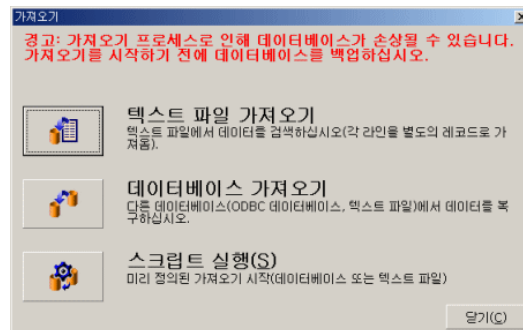 가져오기
경고: 가져오기 프로세스로 인해 데이터베이스가 손상될 수 있습니다.
가져오기를 시작하기 전에 데이터베이스를 백업하십시오.
텍스트 파일 가져오기
텍스트 파일에서 데이터를 검색하십시오(각 라인을 별도의 레코드로 가
져옴).
데이터베이스 가져오기
다른 데이터베이스(ODBC 데이터베이스, 텍스트 파일)에서 데이터를 복
구하십시오.
스크립트 실행(S)
미리 정의된 가져오기 시작(데이터베이스 또는 텍스트 파일)
닫기(C)